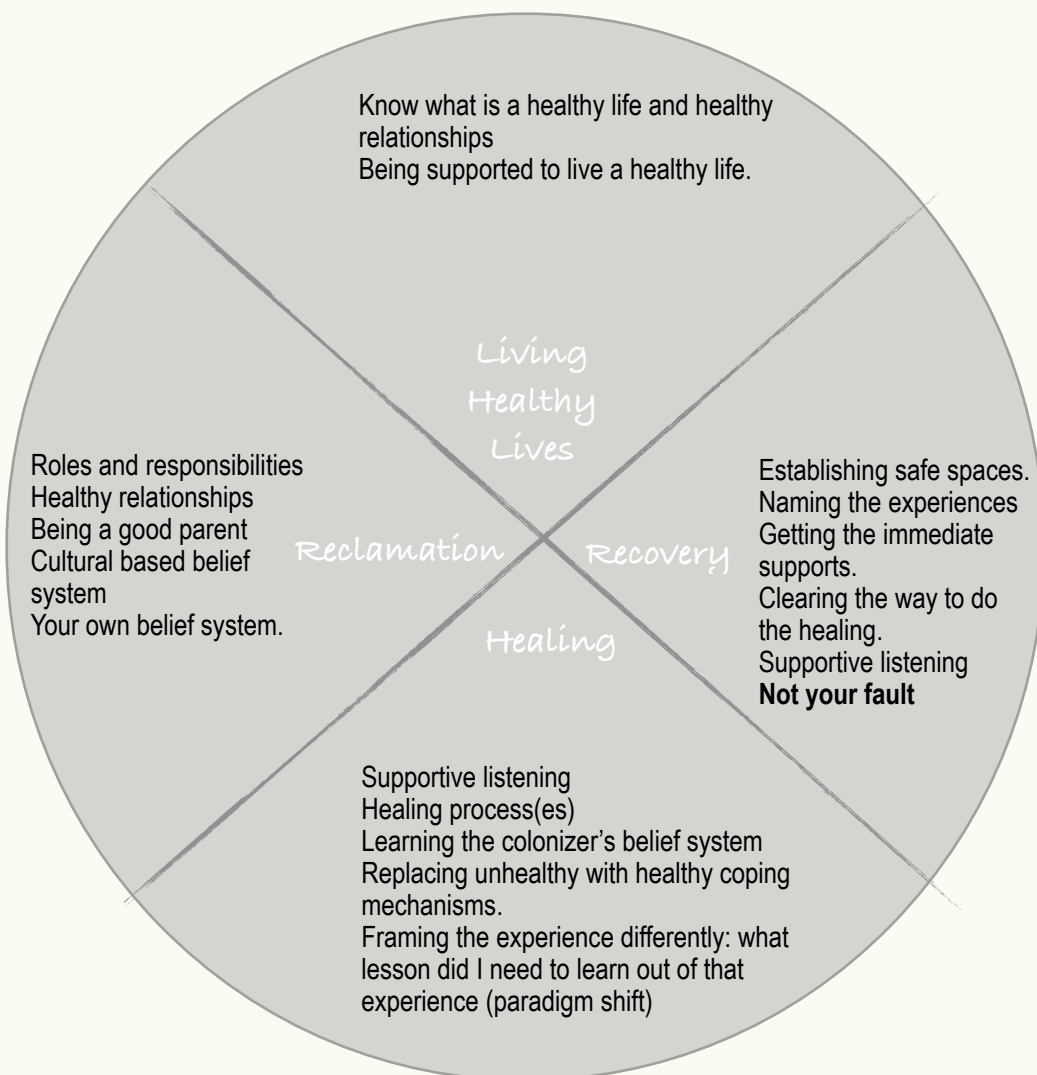 Know what is a healthy life and healthy
relationships
Being supported to live a healthy life.
Living
Healthy
Lives
Roles and responsibilities
Healthy relationships
Being a good parent
Cultural based belief
system
Your own belief system.
Reclamation
Recovery
Establishing safe spaces.
Naming the experiences
Getting the immediate
supports.
Clearing the way to do
the healing.
Supportive listening
Not your fault
Healing
Supportive listening
Healing process(es)
Learning the colonizer's belief system
Replacing unhealthy with healthy coping
mechanisms.
Framing the experience differently: what
lesson did I need to learn out of that
experience (paradigm shift)